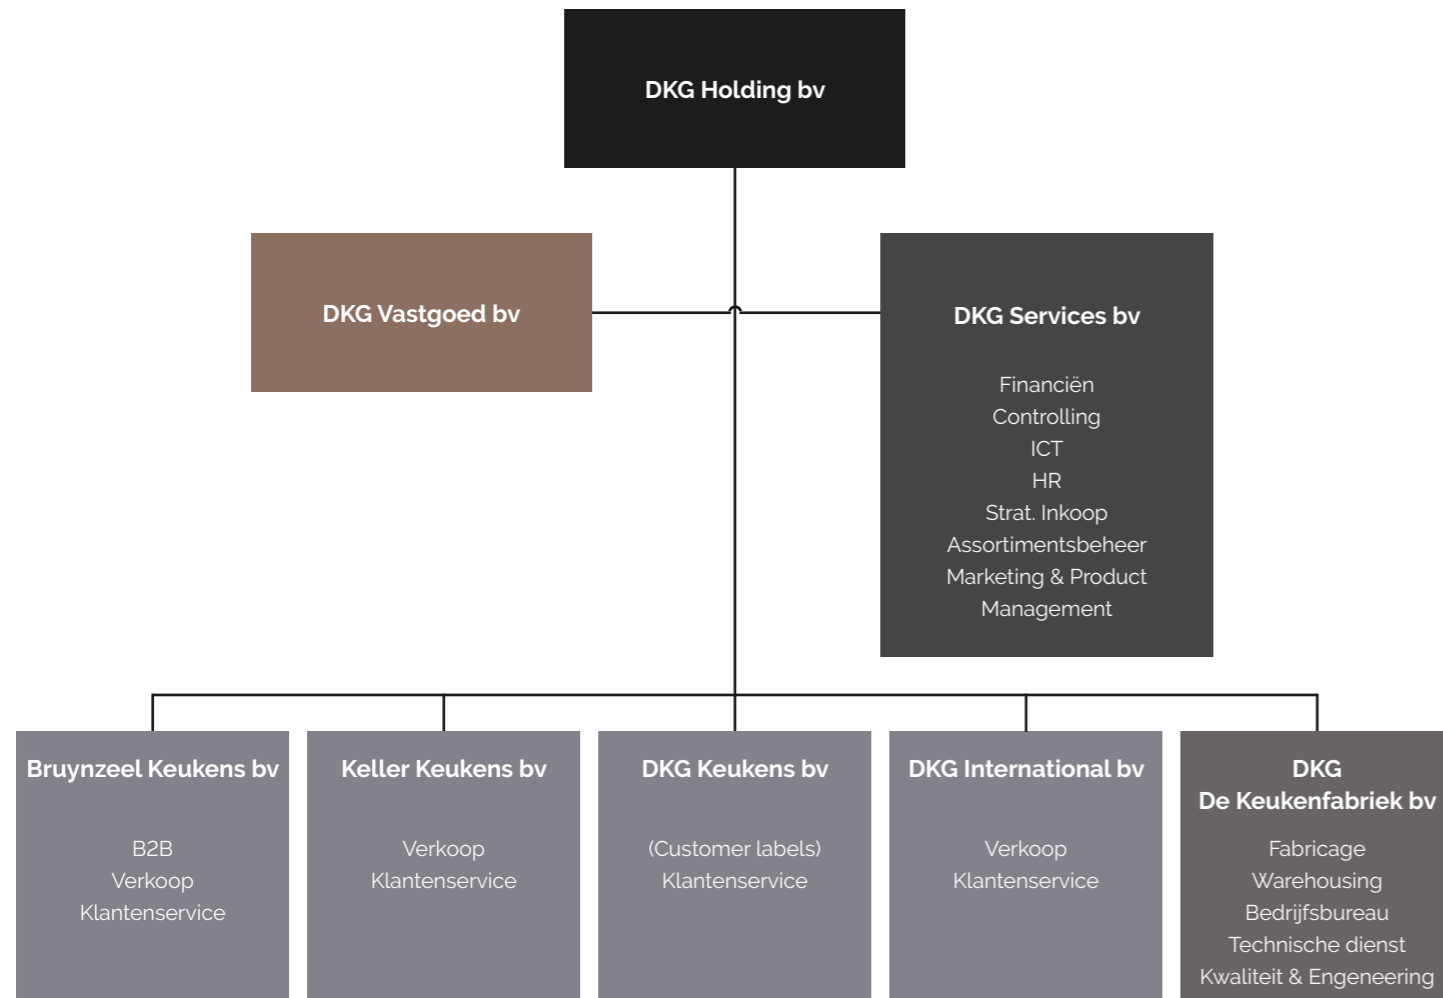 DKG Holding bv
DKG Vastgoed bv
DKG Services bv
Financiën
Controlling
ICT
HR
Strat. Inkoop
Assortimentsbeheer
Marketing & Product
Management
Bruynzeel Keukens bv
B2B
Verkoop
Klantenservice
Keller Keukens bv
Verkoop
Klantenservice
DKG Keukens bv
(Customer labels)
Klantenservice
DKG International bv
Verkoop
Klantenservice
DKG
De Keukenfabriek bv
Fabricage
Warehousing
Bedrijfsbureau
Technische dienst
Kwaliteit & Engeneering